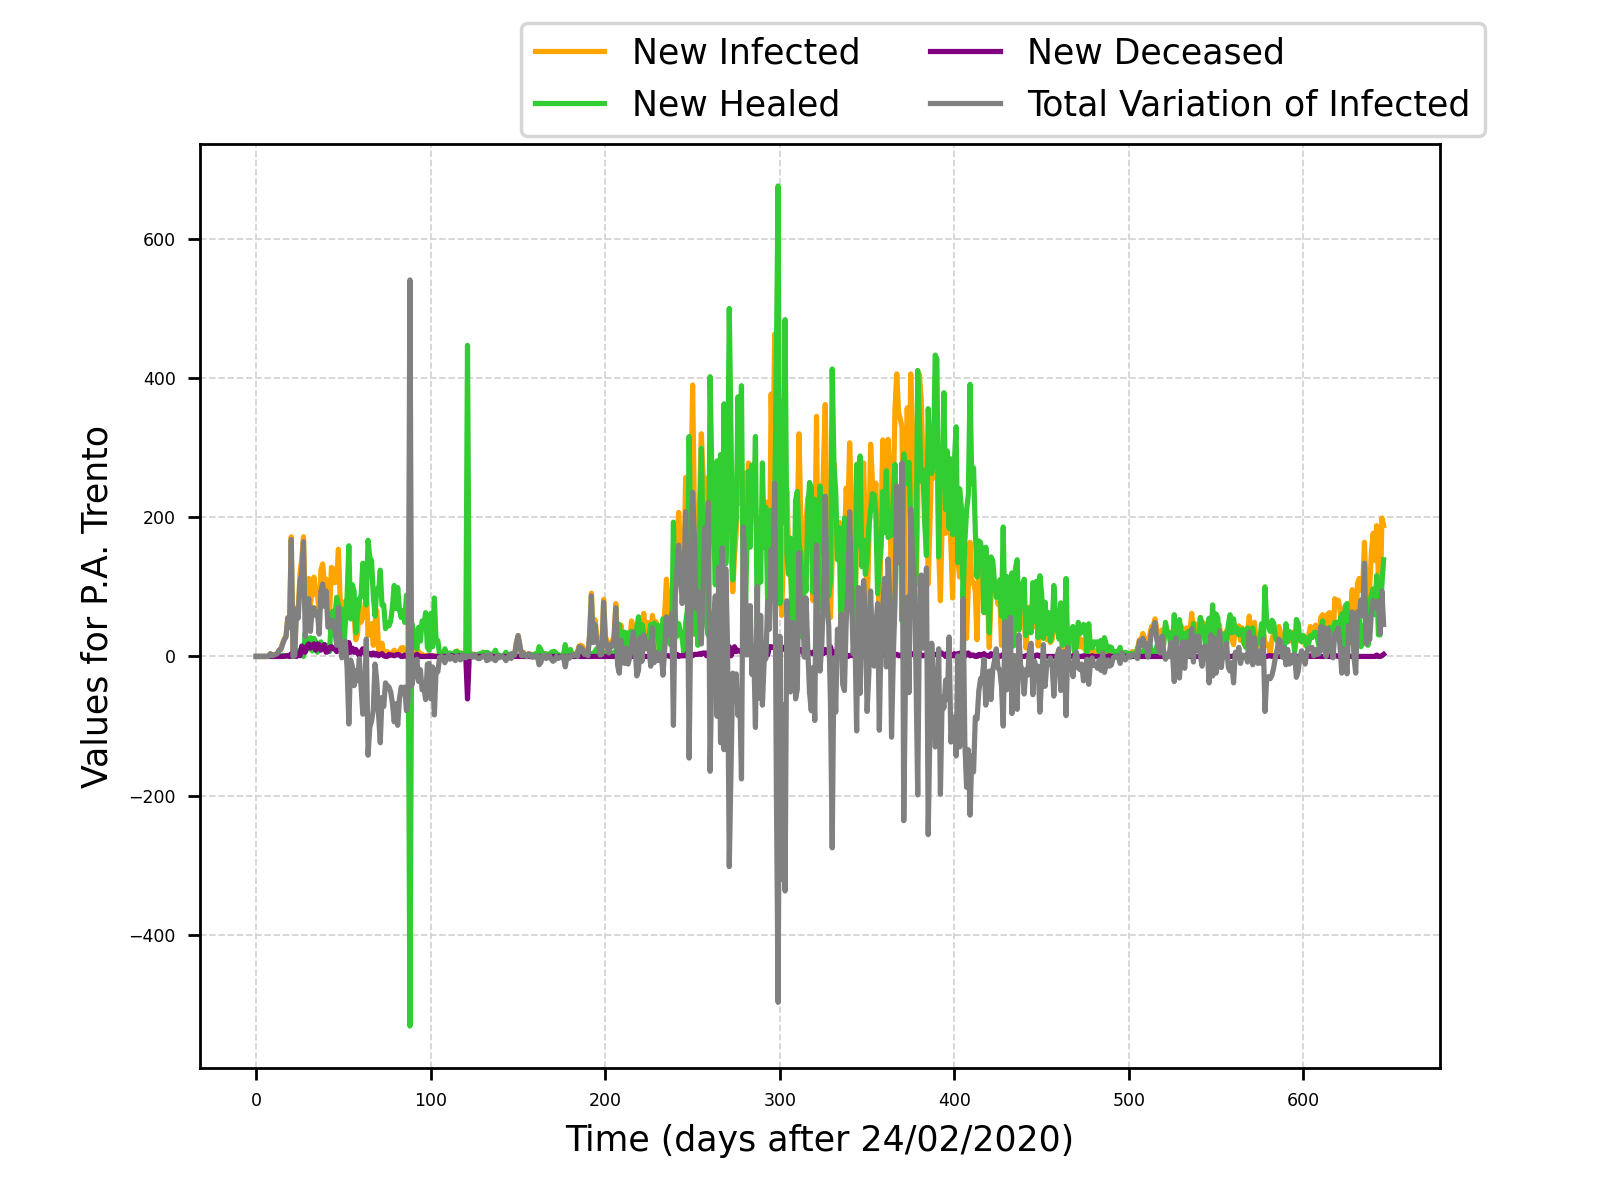 New Infected New Deceased
New Healed Total Variation of Infected
600
400
200
0
−200
−400
Values for P.A. Trento
0 100 200 300 400 500 600
Time (days after 24/02/2020)